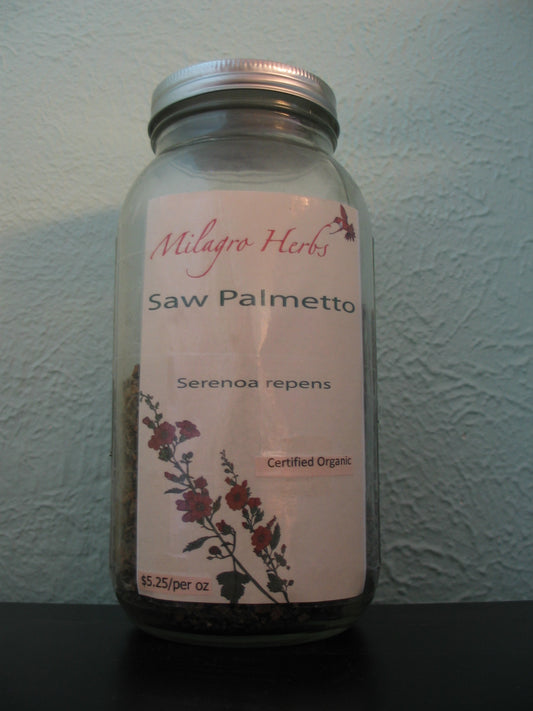 Milagro Herbs
Saw Palmetto
Serenoa repens
Certified Organic
$5.25/per oz